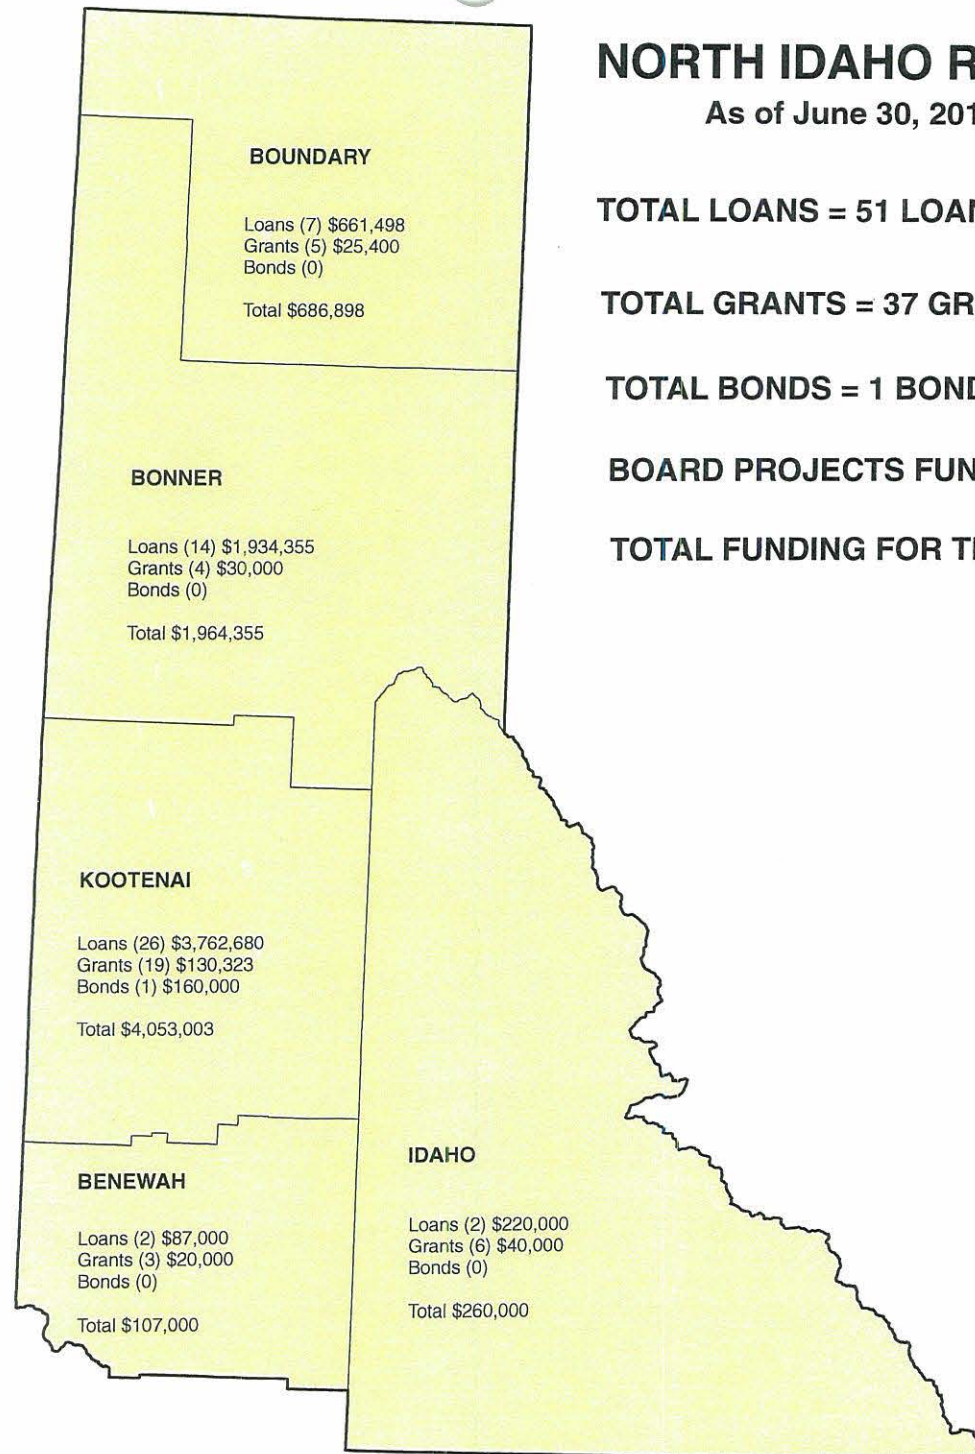 NORTH IDAHO R
As of June 30, 201
TOTAL LOANS = 51 LOAN
TOTAL GRANTS = 37 GR
TOTAL BONDS = 1 BOND
BOARD PROJECTS FUN
TOTAL FUNDING FOR TH
BOUNDARY
Loans (7) $661,498
Grants (5) $25,400
Bonds (0)
Total $686,898
BONNER
Loans (14) $1,934,355
Grants (4) $30,000
Bonds (0)
Total $1,964,355
KOOTENAI
Loans (26) $3,762,680
Grants (19) $130,323
Bonds (1) $160,000
Total $4,053,003
BENEWAH
Loans (2) $87,000
Grants (3) $20,000
Bonds (0)
Total $107,000
IDAHO
Loans (2) $220,000
Grants (6) $40,000
Bonds (0)
Total $260,000